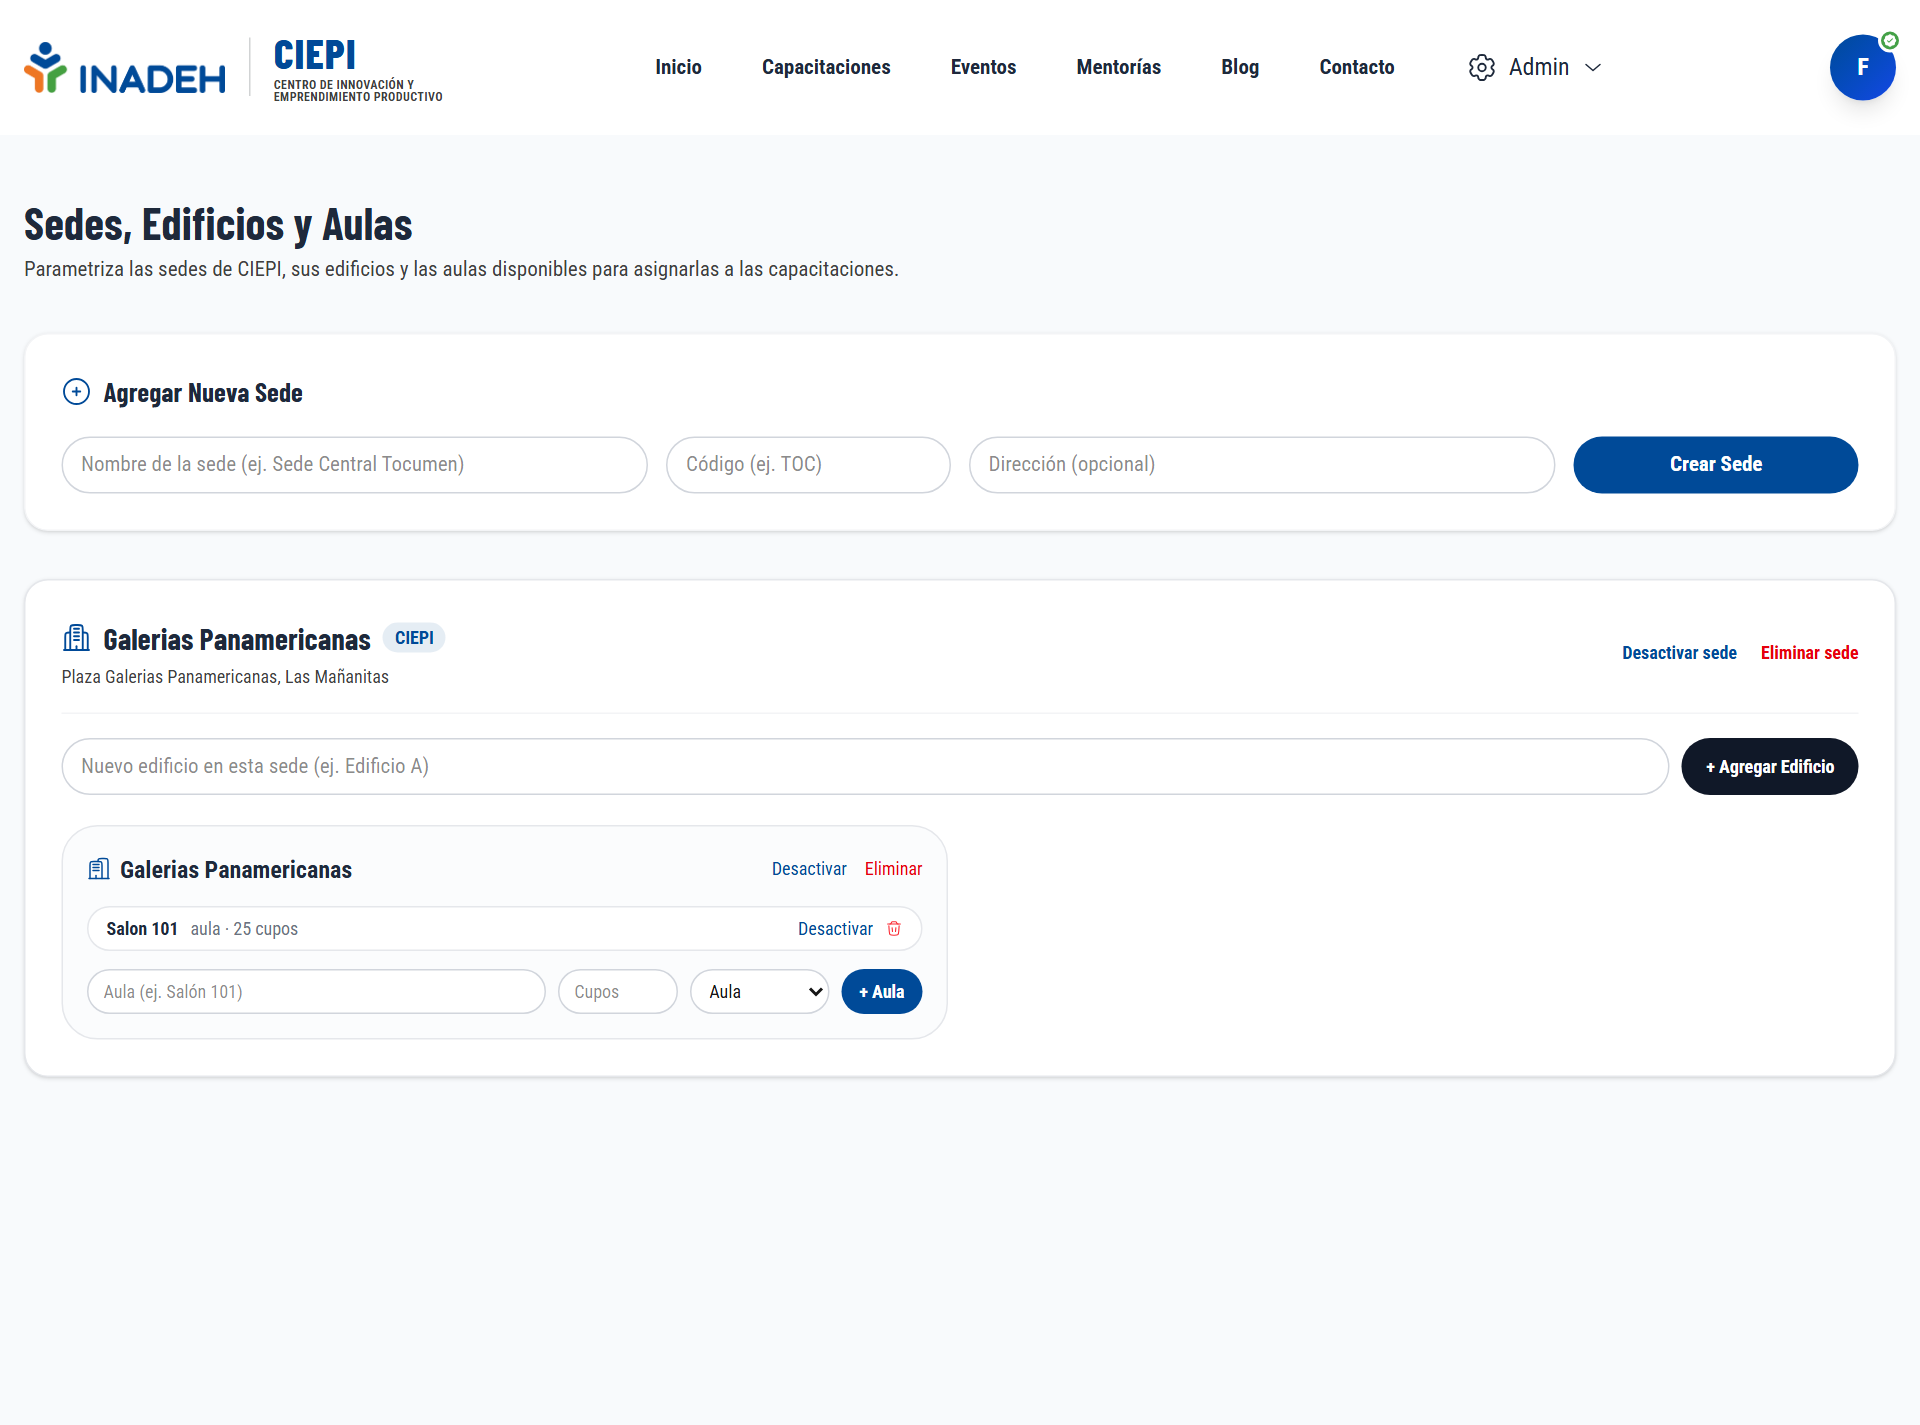 INADEH
CIEPI
CENTRO DE INNOVACIÓN Y
EMPRENDIMIENTO PRODUCTIVO
Inicio
Capacitaciones
Eventos
Mentorías
Blog
Contacto
Admin
F
Sedes, Edificios y Aulas
Parametriza las sedes de CIEPI, sus edificios y las aulas disponibles para asignarlas a las capacitaciones.
Agregar Nueva Sede
Nombre de la sede (ej. Sede Central Tocumen)
Código (ej. TOC)
Dirección (opcional)
Crear Sede
Galerias Panamericanas
CIEPI
Plaza Galerias Panamericanas, Las Mañanitas
Desactivar sede
Eliminar sede
Nuevo edificio en esta sede (ej. Edificio A)
+ Agregar Edificio
Galerias Panamericanas
Desactivar
Eliminar
Salon 101
aula · 25 cupos
Desactivar
Aula (ej. Salón 101)
Cupos
Aula
+ Aula